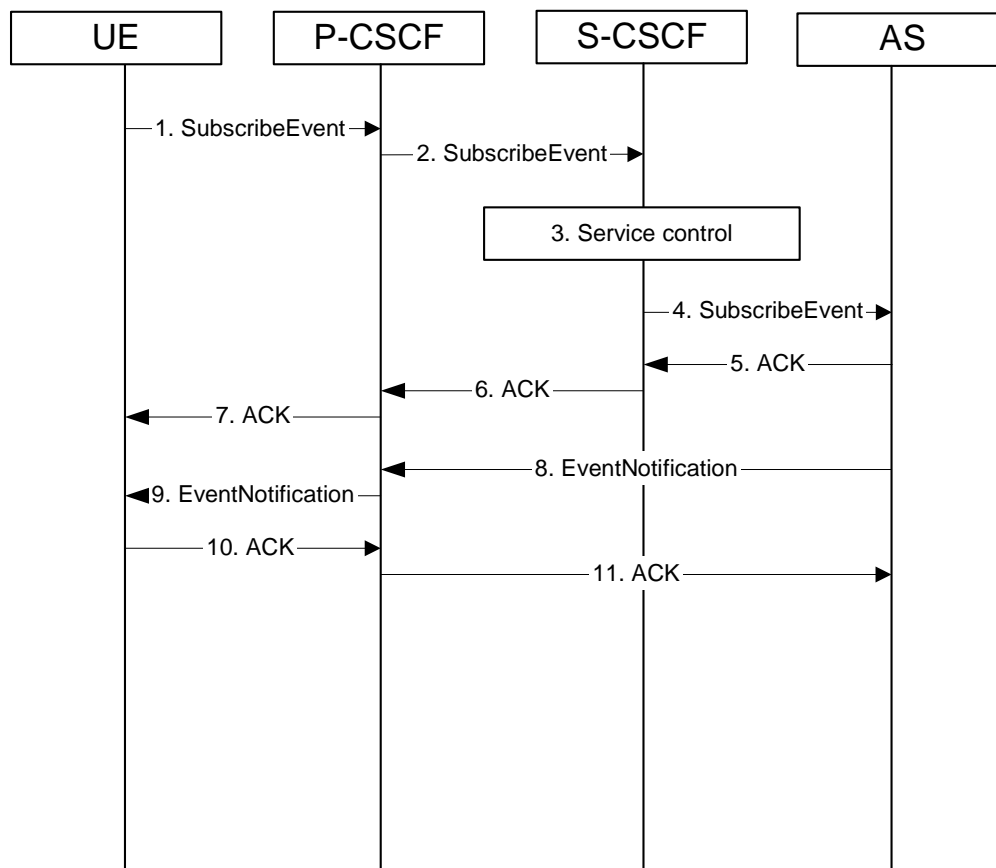 UE
P-CSCF
S-CSCF
AS
1. SubscribeEvent
2. SubscribeEvent
3. Service control
4. SubscribeEvent
5. ACK
6. ACK
7. ACK
8. EventNotification
9. EventNotification
10. ACK
11. ACK